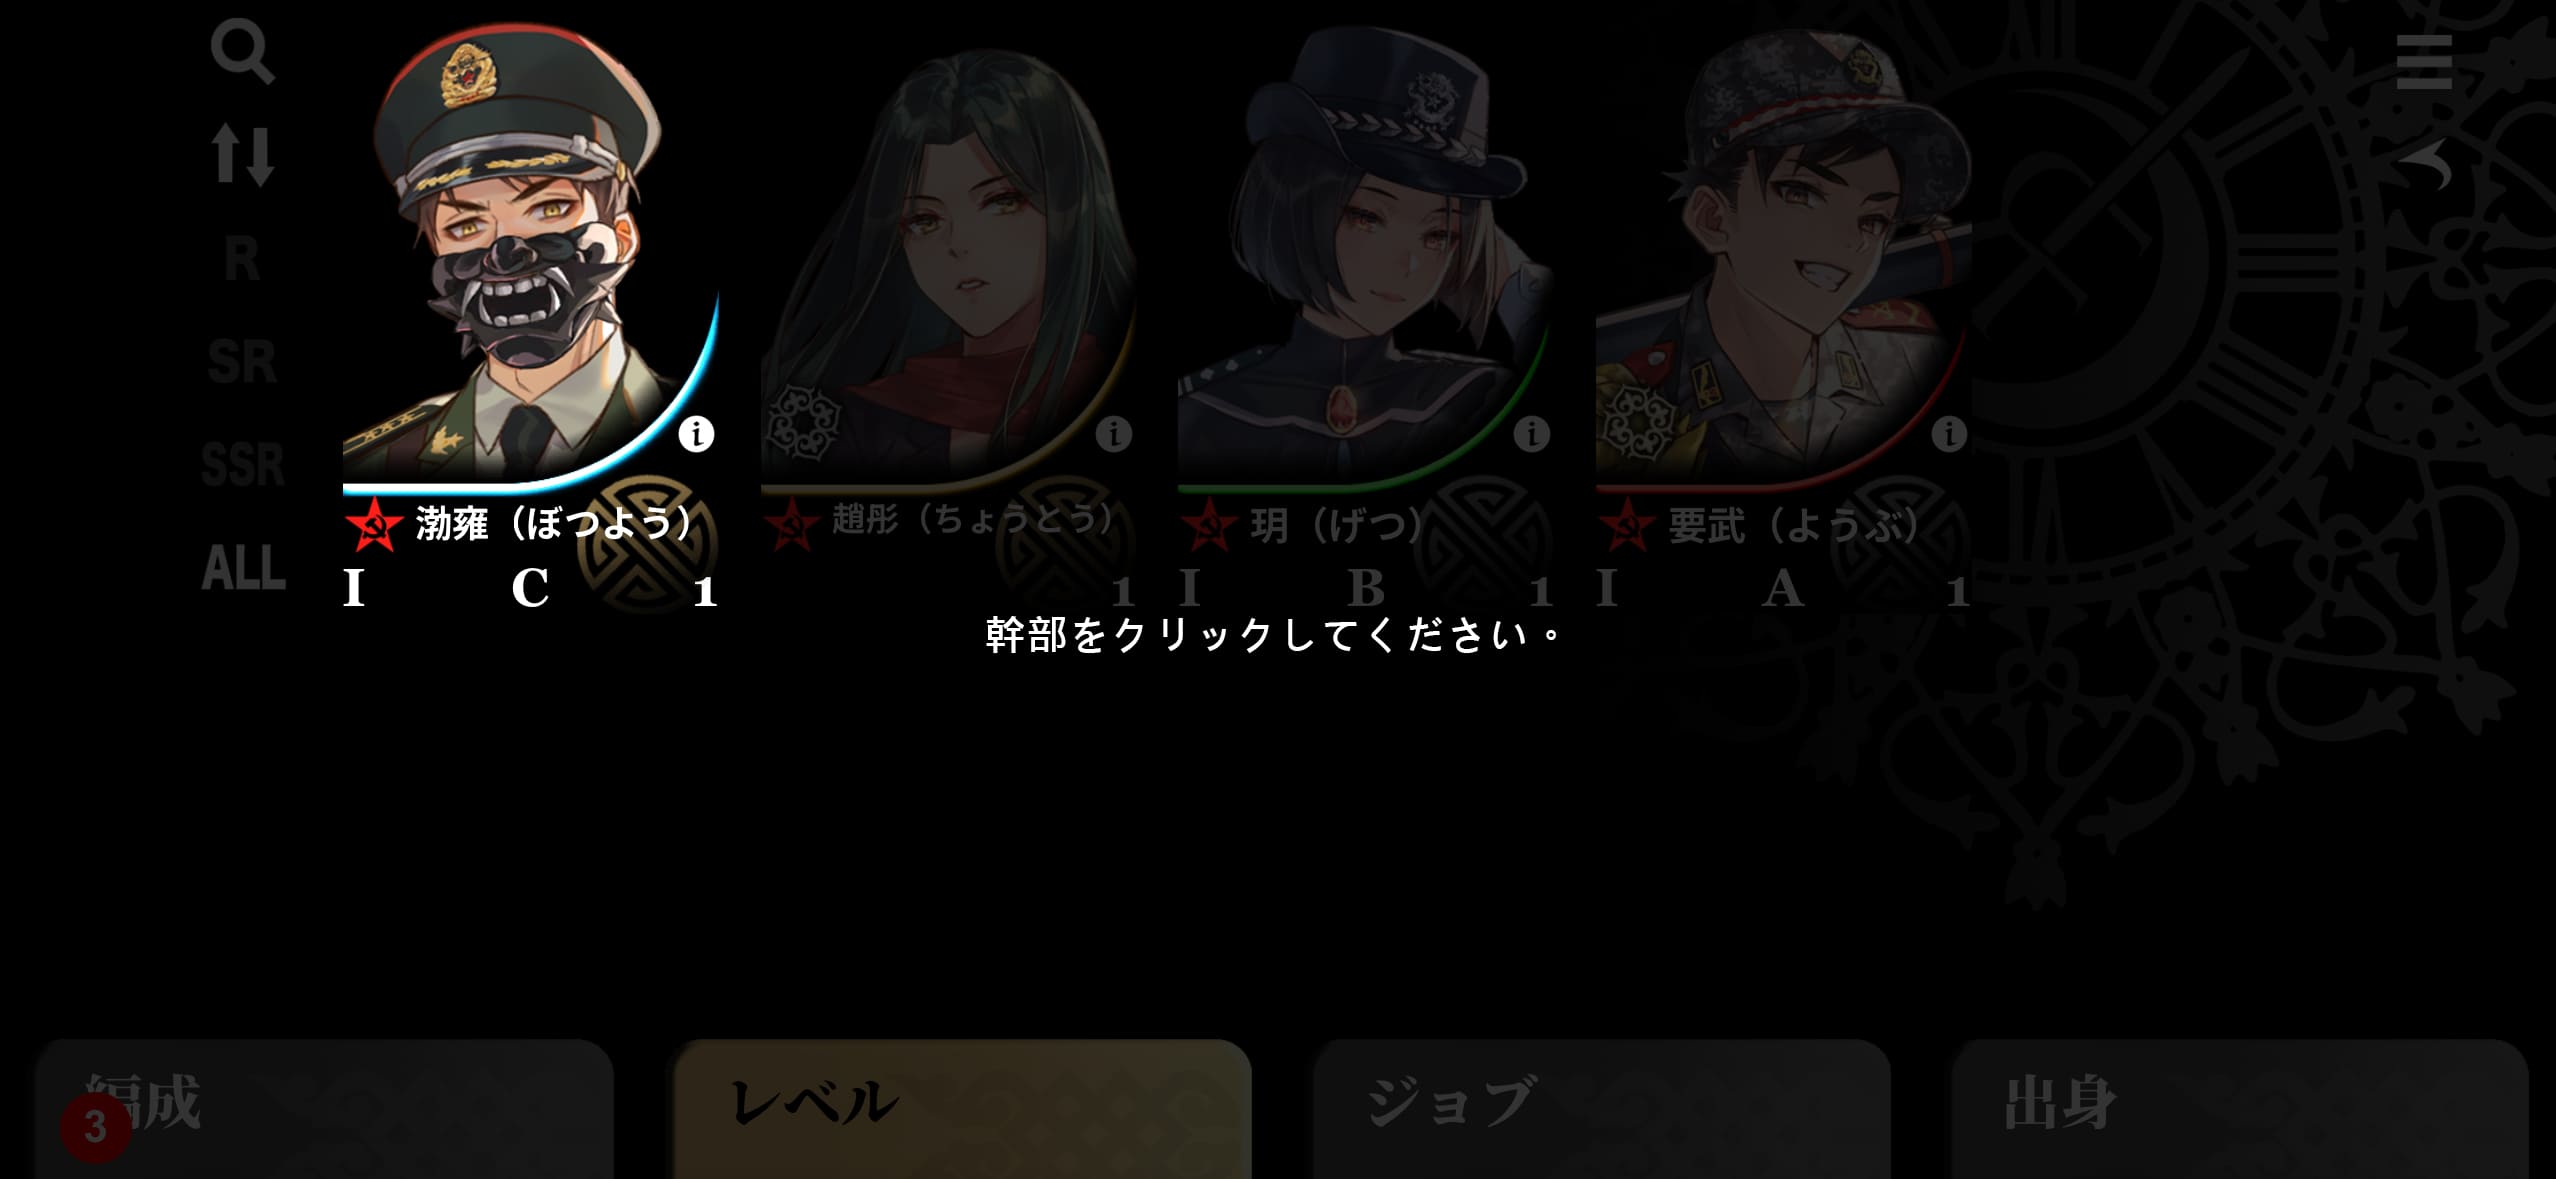 R
SR
SSR
ALL
渤雍（ぼつよう）
I C 1
趙彤（ちょうとう）
1
玥（げつ）
I B 1
要武（ようぶ）
I A 1
幹部をクリックしてください。
編成
3
レベル
ジョブ
出身